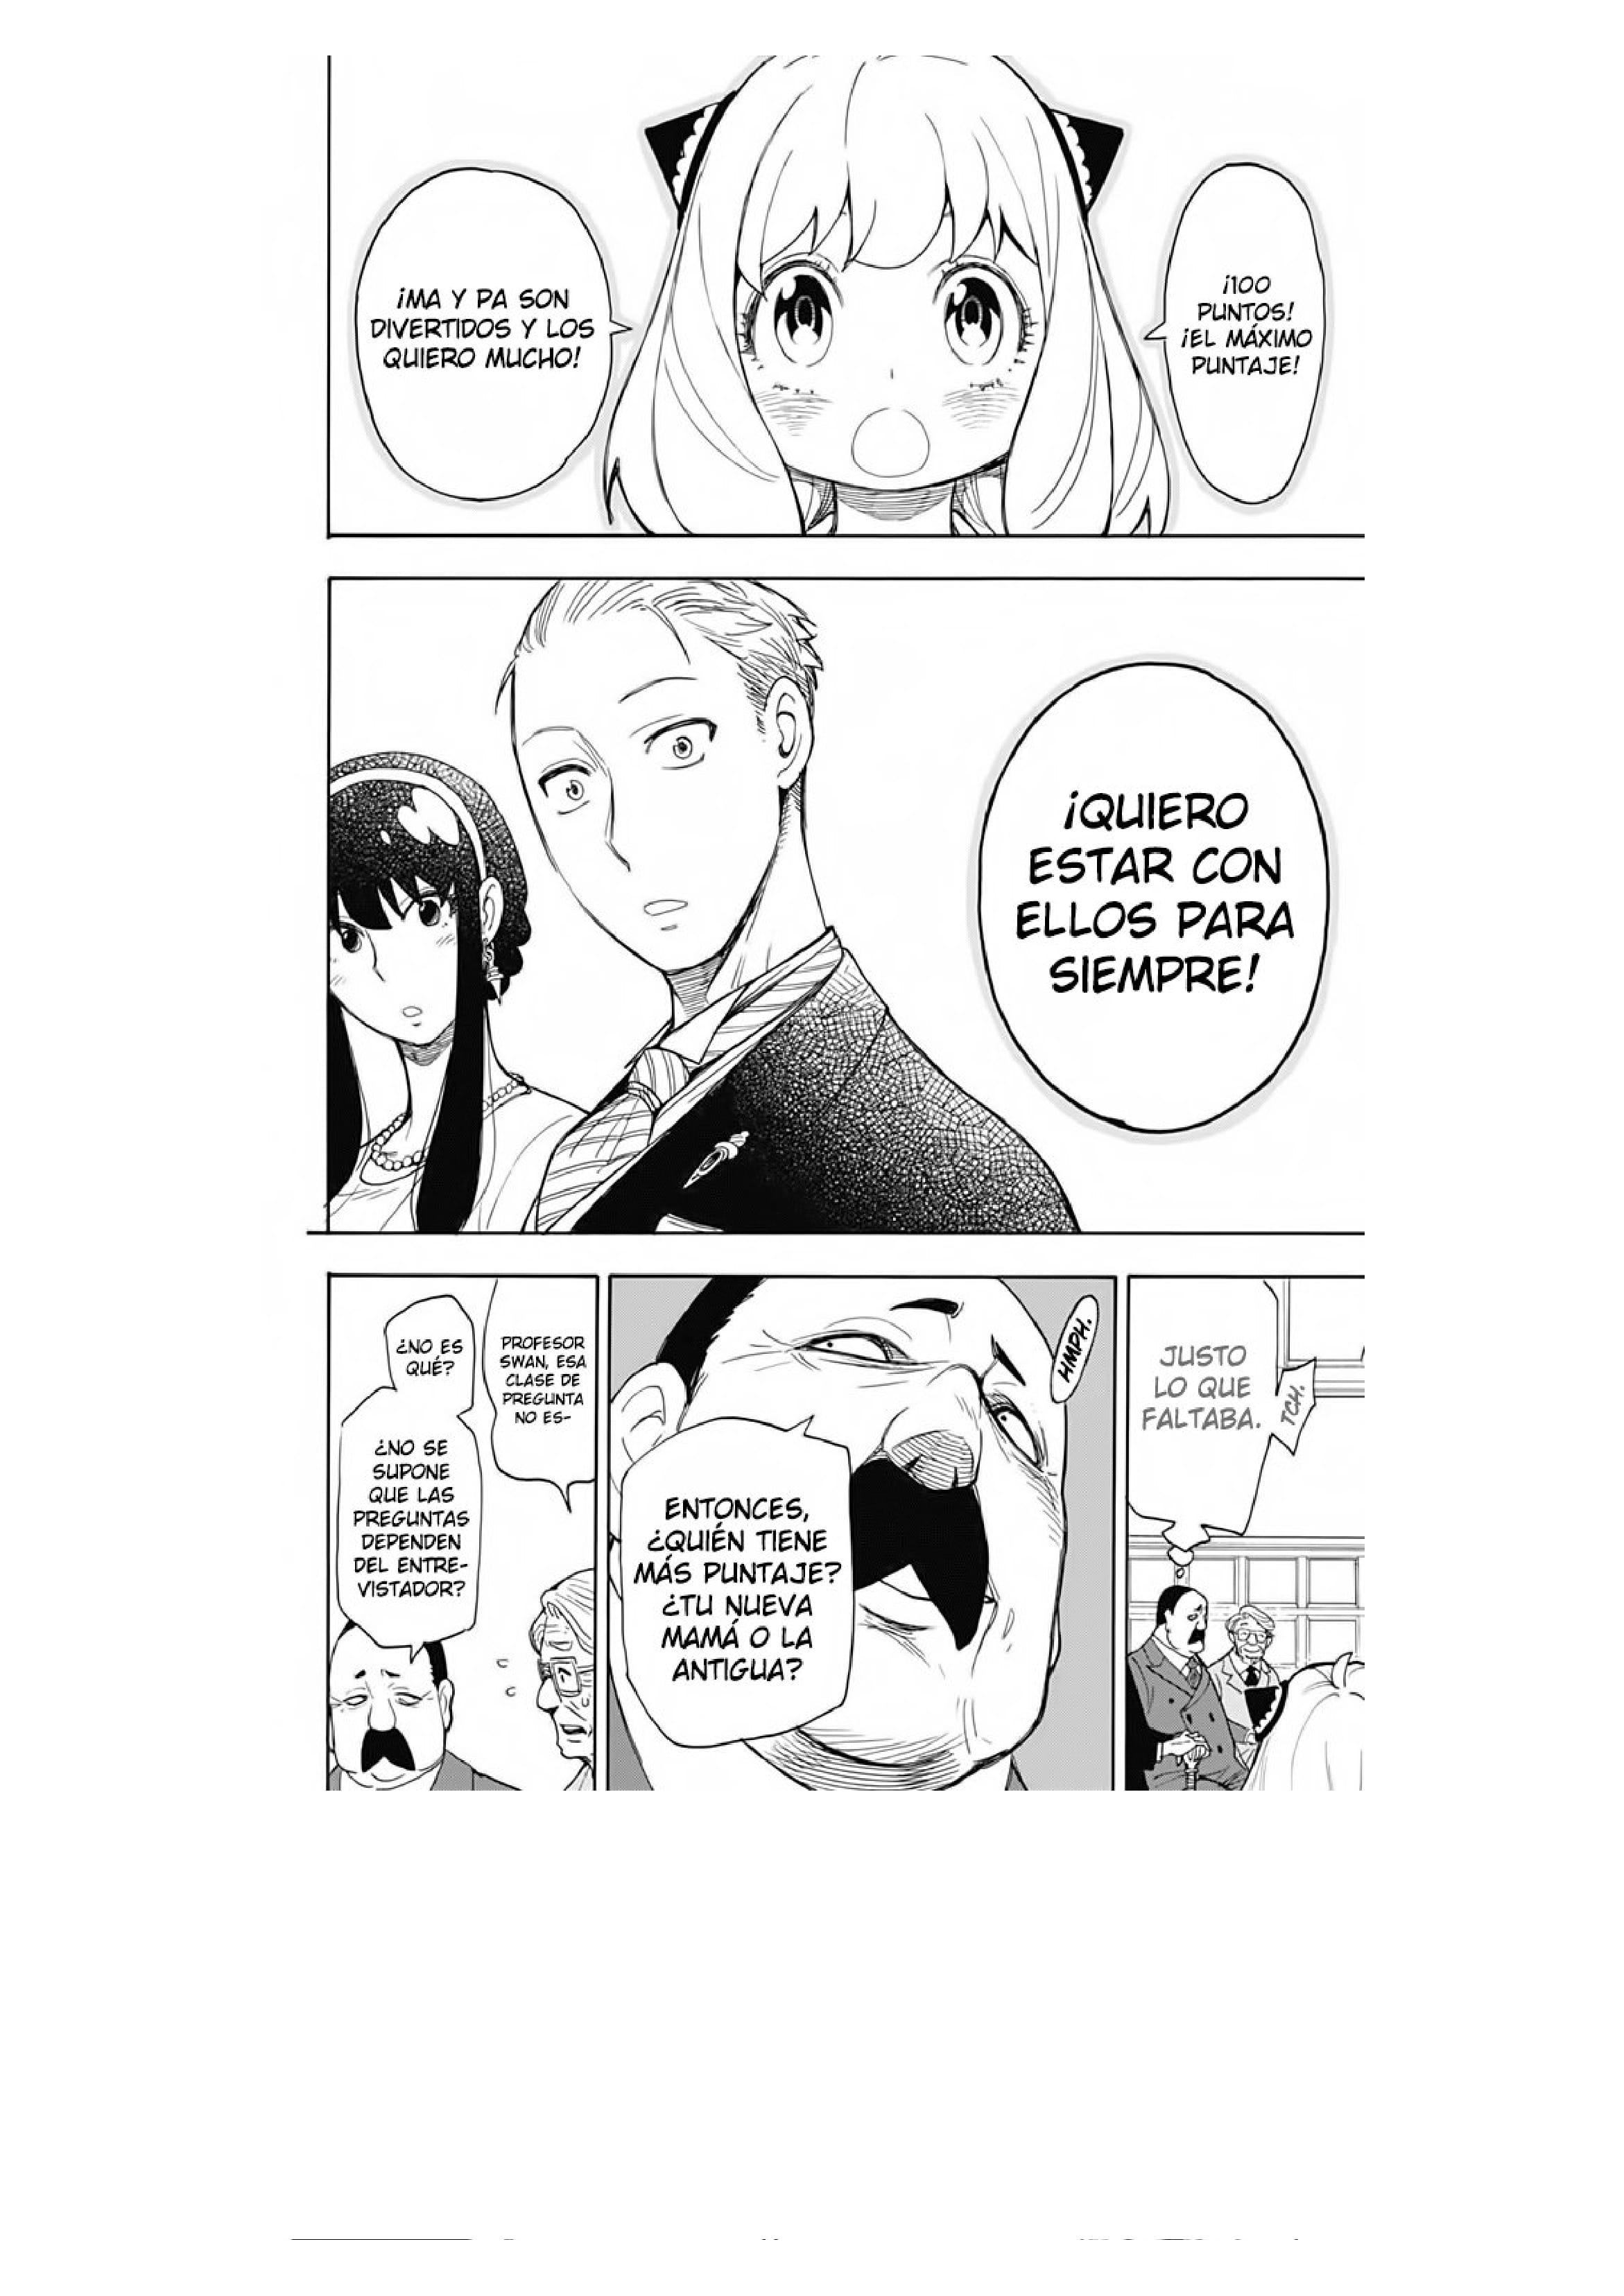 ¡100
PUNTOS!
¡EL MÁXIMO
PUNTAJE!
¡MA Y PA SON
DIVERTIDOS Y LOS
QUIERO MUCHO!
¡QUIERO
ESTAR CON
ELLOS PARA
SIEMPRE!
JUSTO
LO QUE
FALTABA.
TCH.
HMPH.
ENTONCES,
¿QUIÉN TIENE
MÁS PUNTAJE?
¿TU NUEVA
MAMÁ O LA
ANTIGUA?
PROFESOR
SWAN, ESA
CLASE DE
PREGUNTA
NO ES-
¿NO ES
QUÉ?
¿NO SE
SUPONE
QUE LAS
PREGUNTAS
DEPENDEN
DEL ENTRE-
VISTADOR?